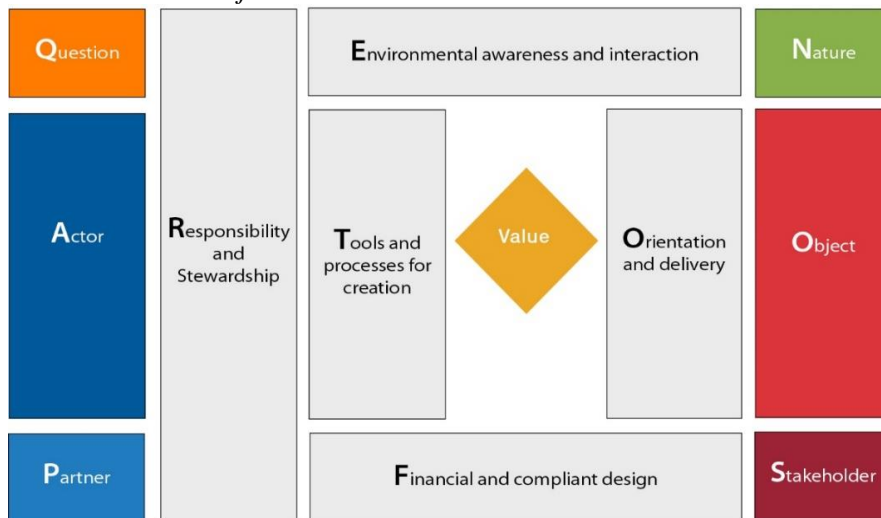 Question
Environmental awareness and interaction
Nature
Actor
Responsibility
and
Stewardship
Tools and
processes for
creation
Value
Orientation
and delivery
Object
Partner
Financial and compliant design
Stakeholder